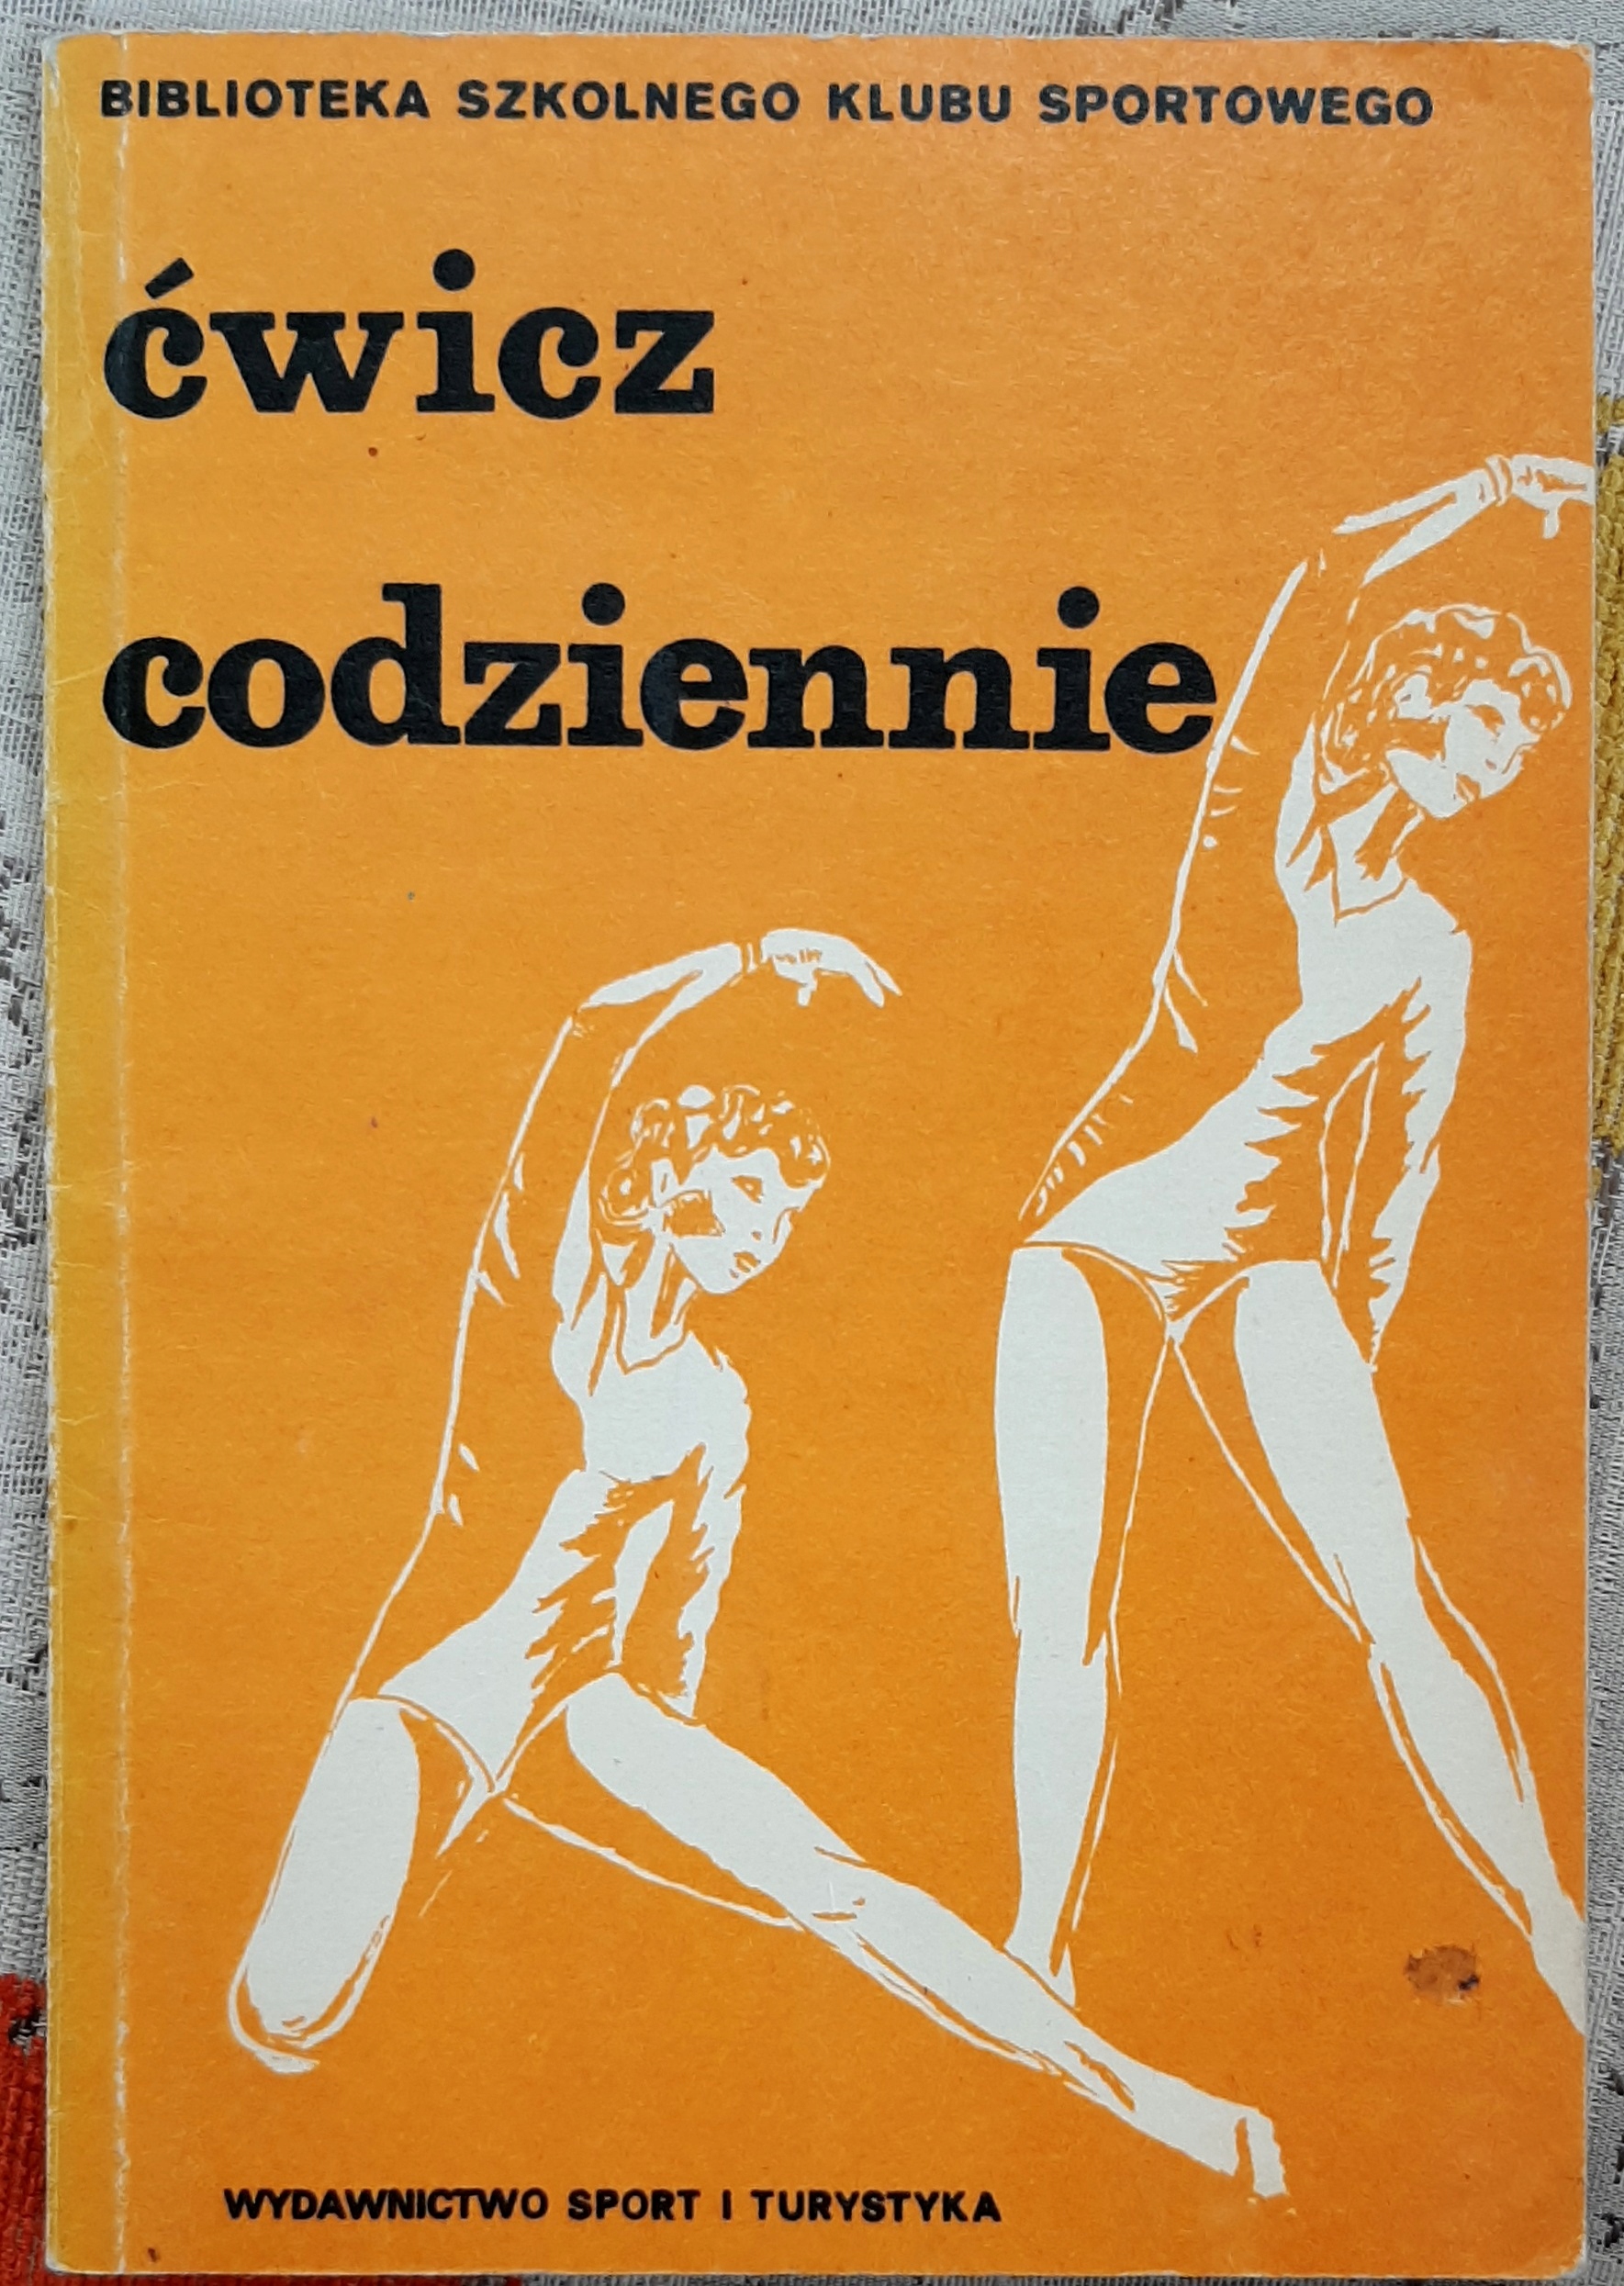 BIBLIOTEKA SZKOLNEGO KLUBU SPORTOWEGO
ćwicz
codziennie
WYDAWNICTWO SPORT I TURYSTYKA